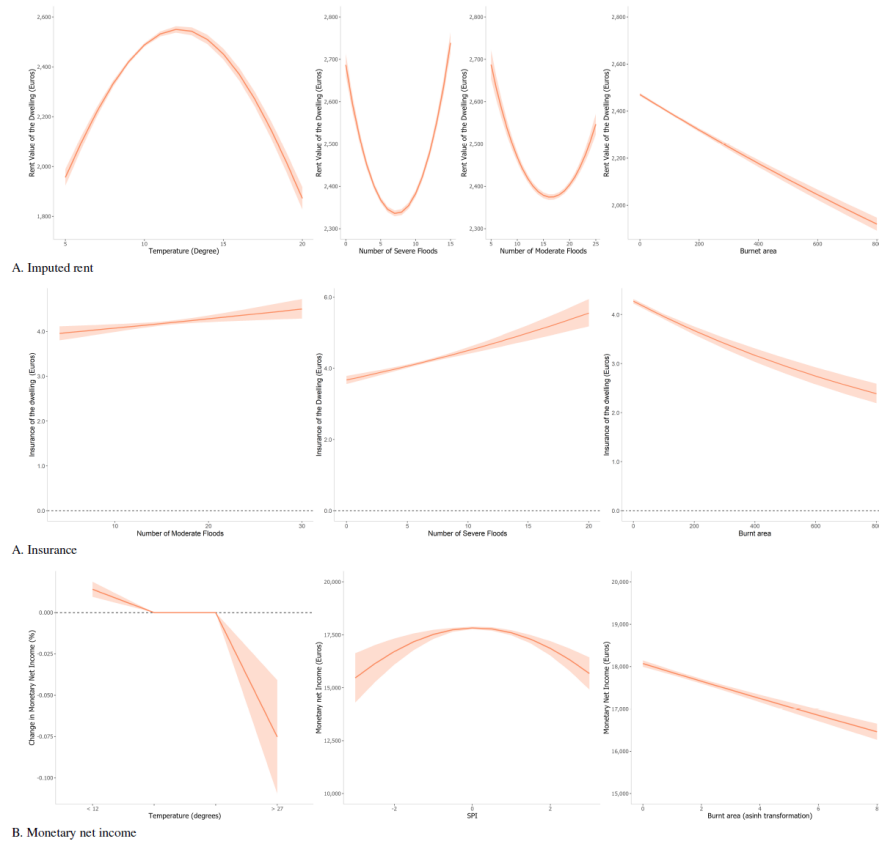 2,600
2,400
2,200
2,000
1,800
Rent Value of the Dwelling (Euros)
5 10 15 20
Temperature (Degree)
2,800
2,700
2,600
2,500
2,400
2,300
Rent Value of the Dwelling (Euros)
0 5 10 15
Number of Severe Floods
2,800
2,700
2,600
2,500
2,400
2,300
Rent Value of the Dwelling (Euros)
5 10 15 20 25
Number of Moderate Floods
2,800
2,600
2,400
2,200
2,000
Rent Value of the Dwelling (Euros)
0 200 400 600 800
Burnet area
A. Imputed rent
4.0
3.0
2.0
1.0
0.0
Insurance of the dwelling (Euros)
10 20 30
Number of Moderate Floods
6.0
4.0
2.0
0.0
Insurance of the Dwelling (Euros)
0 5 10 15 20
Number of Severe Floods
4.0
3.0
2.0
1.0
0.0
Insurance of the dwelling (Euros)
0 200 400 600 800
Burnt area
A. Insurance
0.000
-0.025
-0.050
-0.075
-0.100
Change in Monetary Net Income (%)
< 12 - - > 27
Temperature (degrees)
20,000
17,500
15,000
12,500
10,000
Monetary net Income (Euros)
-2 0 2
SPI
20,000
19,000
18,000
17,000
16,000
15,000
Monetary Net Income (Euros)
0 2 4 6 8
Burnt area (asinh transformation)
B. Monetary net income